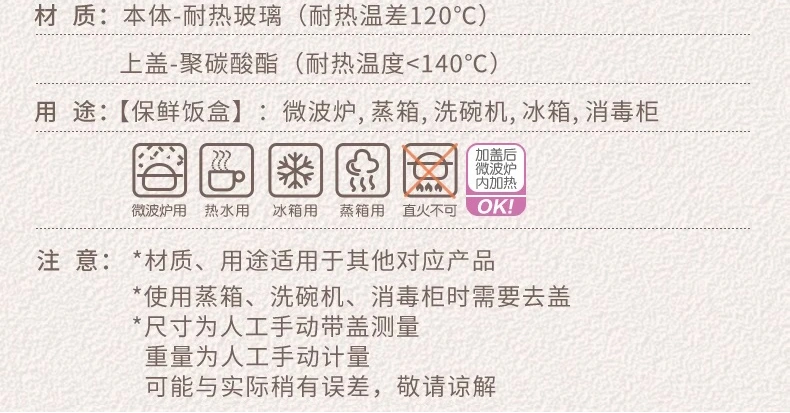 材 质：本体-耐热玻璃（耐热温差120℃）
上盖-聚碳酸酯（耐热温度<140℃）
用 途：【保鲜饭盒】：微波炉, 蒸箱, 洗碗机, 冰箱, 消毒柜
加盖后
微波炉
内加热
OK!
微波炉用 热水用 冰箱用 蒸箱用 直火不可
注 意： *材质、用途适用于其他对应产品
*使用蒸箱、洗碗机、消毒柜时需要去盖
*尺寸为人工手动带盖测量
重量为人工手动计量
可能与实际稍有误差，敬请谅解